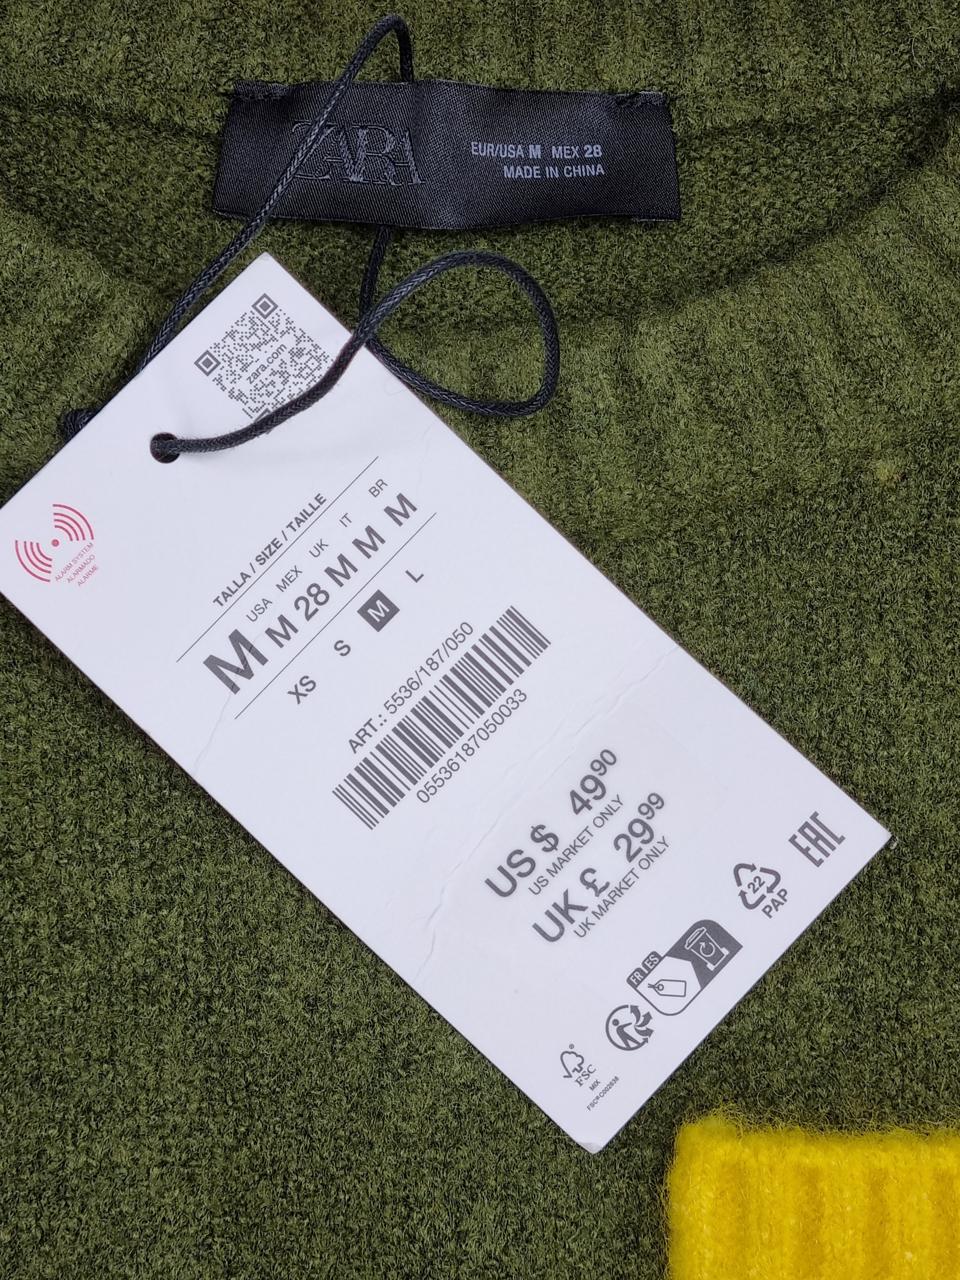 ZARA
EUR/USA M MEX 28
MADE IN CHINA
zara.com
ALARM SYSTEM
ALARMADO
ALARME
TALLA / SIZE / TAILLE
USA MEX UK IT BR
M M 28 M M M
XS S M L
ART.: 5536/187/050
05536187050033
US $ 49.90
US MARKET ONLY
UK £ 29.99
UK MARKET ONLY
EAC
22
PAP
FR/ES
FSC
MIX
FSC® C002836